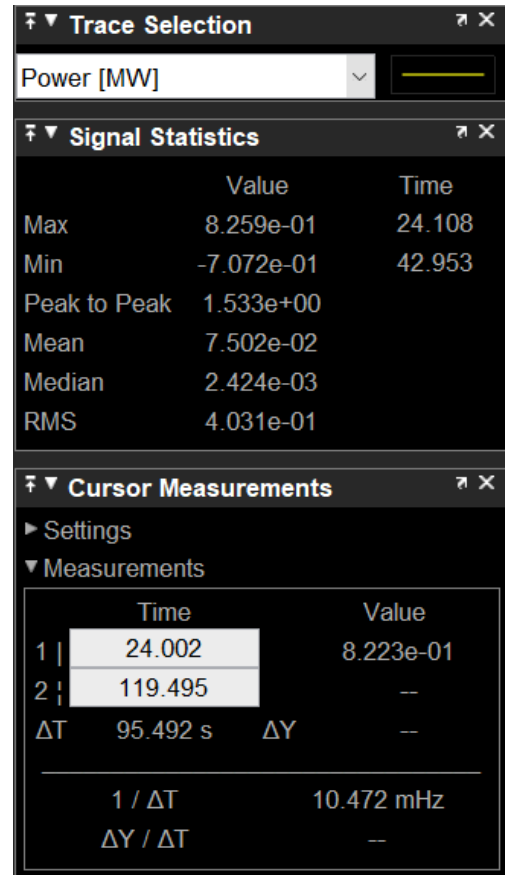 Trace Selection
Power [MW]
Signal Statistics
Value Time
Max 8.259e-01 24.108
Min -7.072e-01 42.953
Peak to Peak 1.533e+00
Mean 7.502e-02
Median 2.424e-03
RMS 4.031e-01
Cursor Measurements
Settings
Measurements
Time Value
1 | 24.002 8.223e-01
2 ¦ 119.495 --
ΔT 95.492 s ΔY --
1 / ΔT 10.472 mHz
ΔY / ΔT --